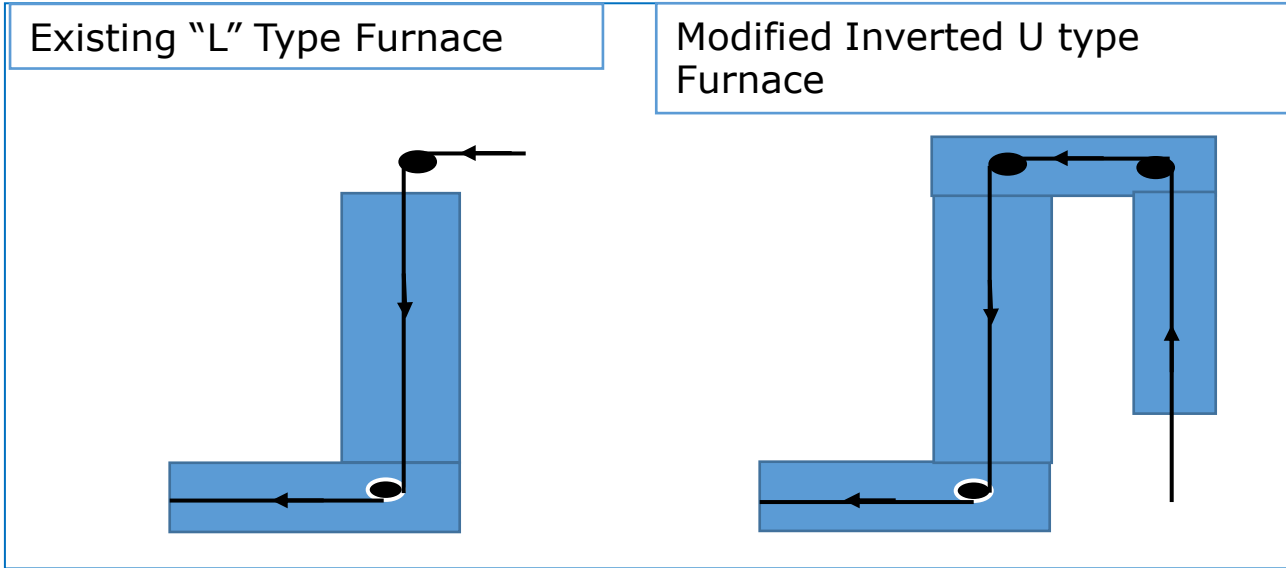 Existing “L” Type Furnace
Modified Inverted U type
Furnace